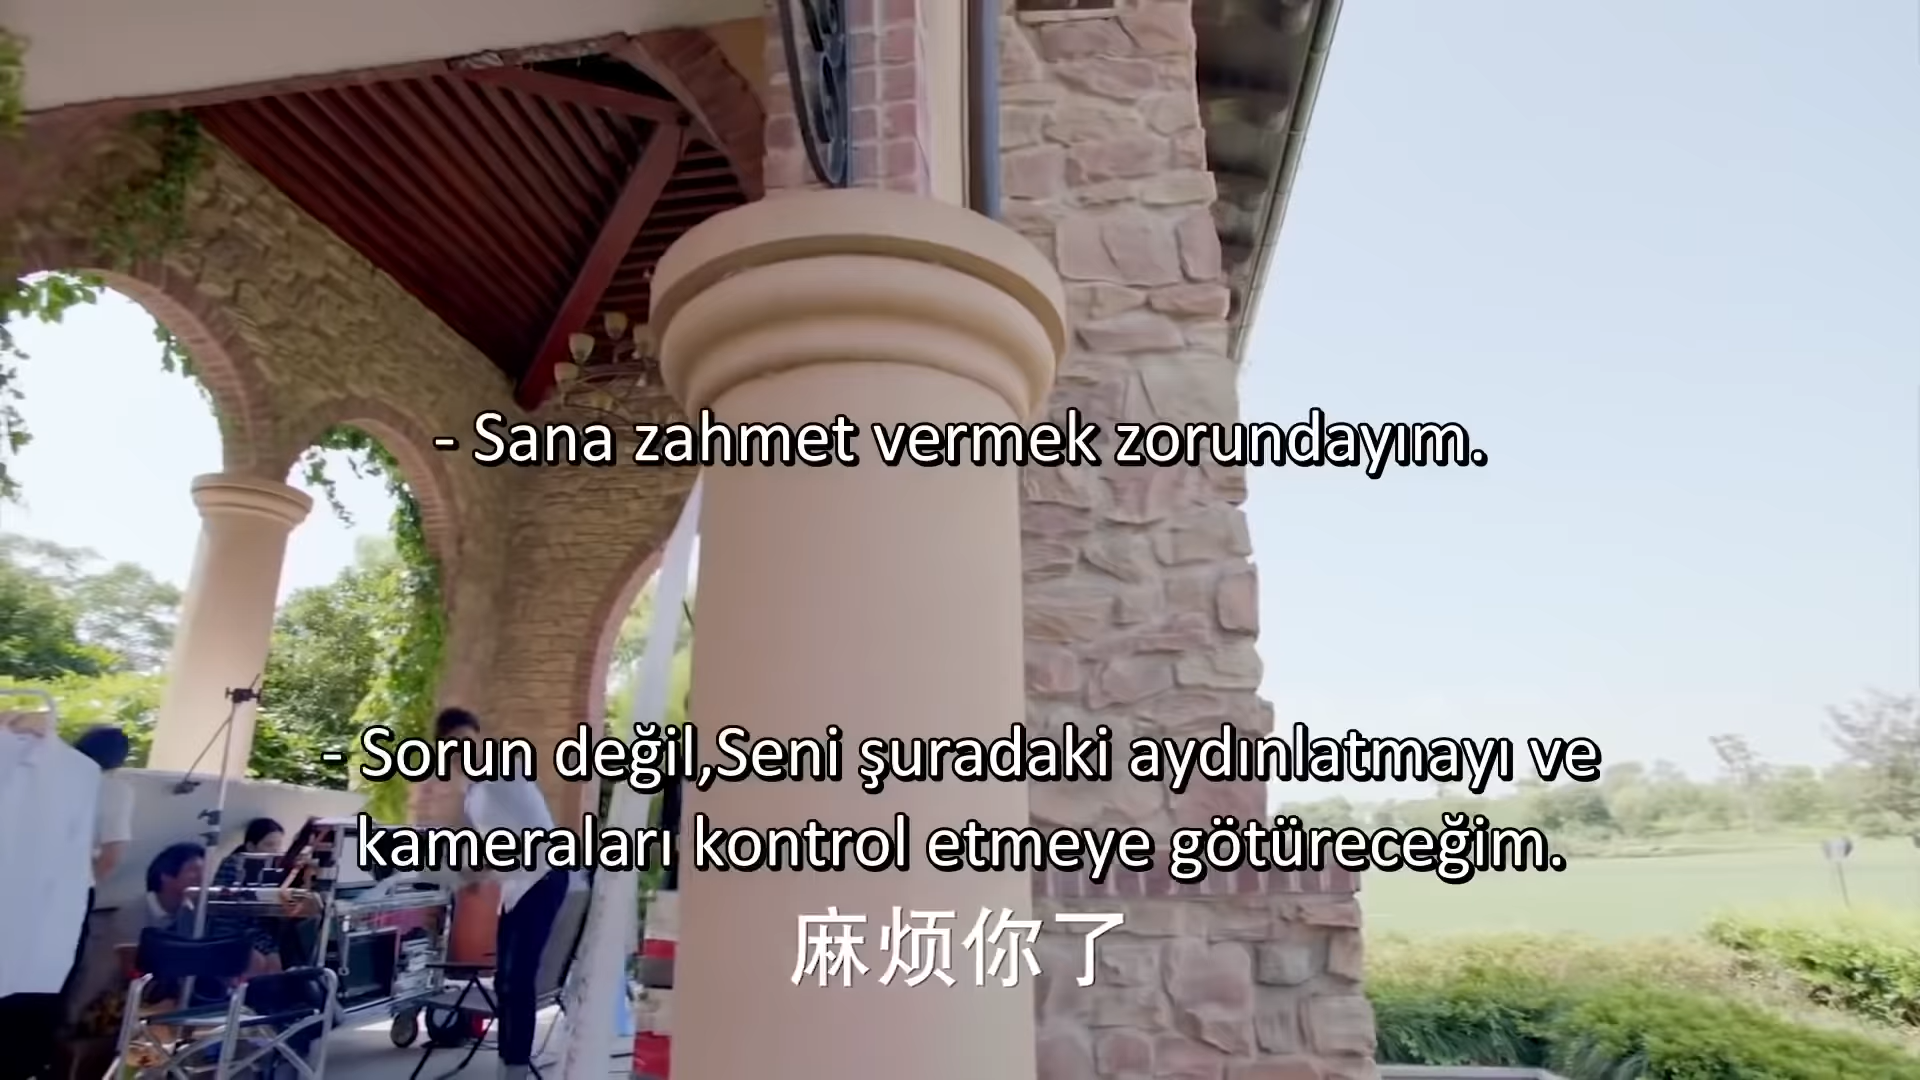 - Sana zahmet vermek zorundayım.
- Sorun değil,Seni şuradaki aydınlatmayı ve
kameraları kontrol etmeye götüreceğim.
麻烦你了